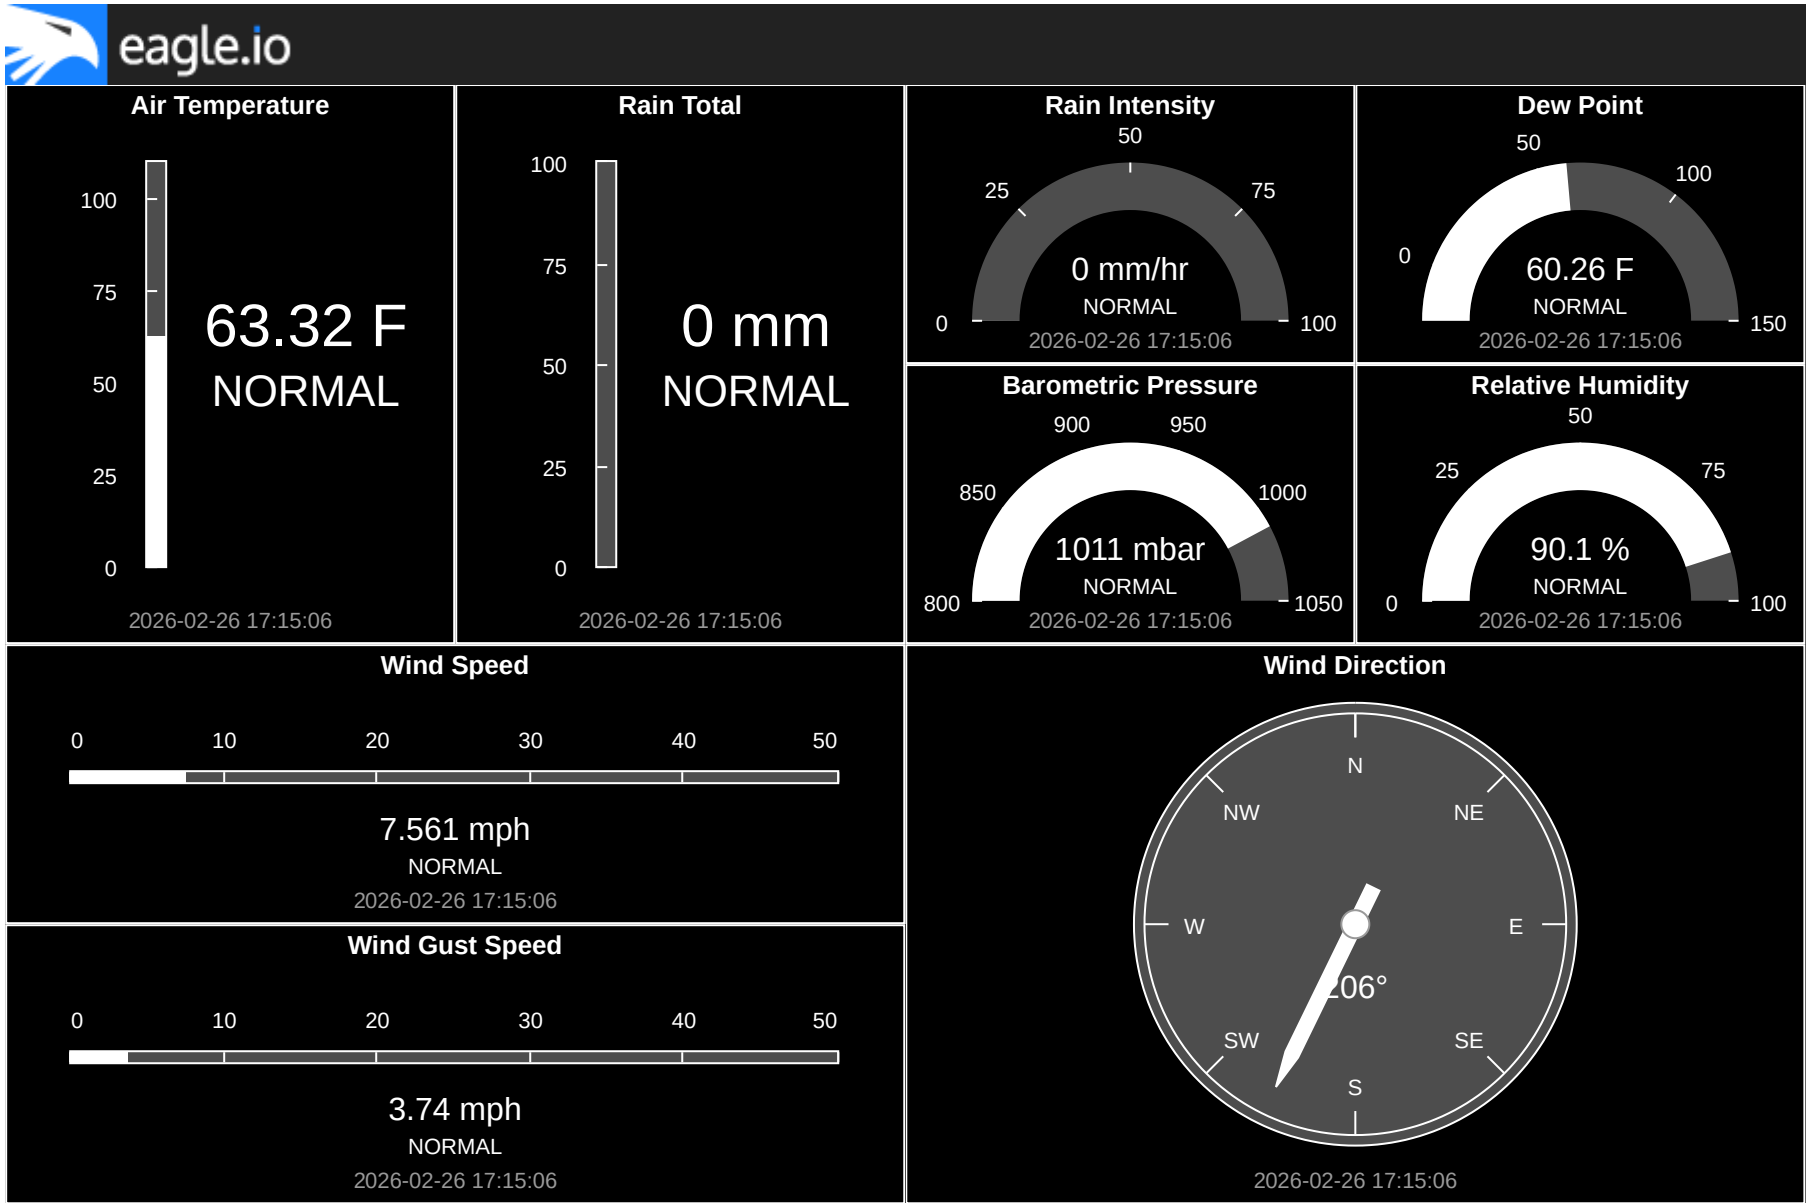 eagle.io
Air Temperature
100
75
50
25
0
63.32 F
NORMAL
2026-02-26 17:15:06
Rain Total
100
75
50
25
0
0 mm
NORMAL
2026-02-26 17:15:06
Rain Intensity
0
25
50
75
100
0 mm/hr
NORMAL
2026-02-26 17:15:06
Dew Point
0
50
100
150
60.26 F
NORMAL
2026-02-26 17:15:06
Barometric Pressure
800
850
900
950
1000
1050
1011 mbar
NORMAL
2026-02-26 17:15:06
Relative Humidity
0
25
50
75
100
90.1 %
NORMAL
2026-02-26 17:15:06
Wind Speed
0 10 20 30 40 50
7.561 mph
NORMAL
2026-02-26 17:15:06
Wind Gust Speed
0 10 20 30 40 50
3.74 mph
NORMAL
2026-02-26 17:15:06
Wind Direction
N
NW NE
W E
206°
SW SE
S
2026-02-26 17:15:06